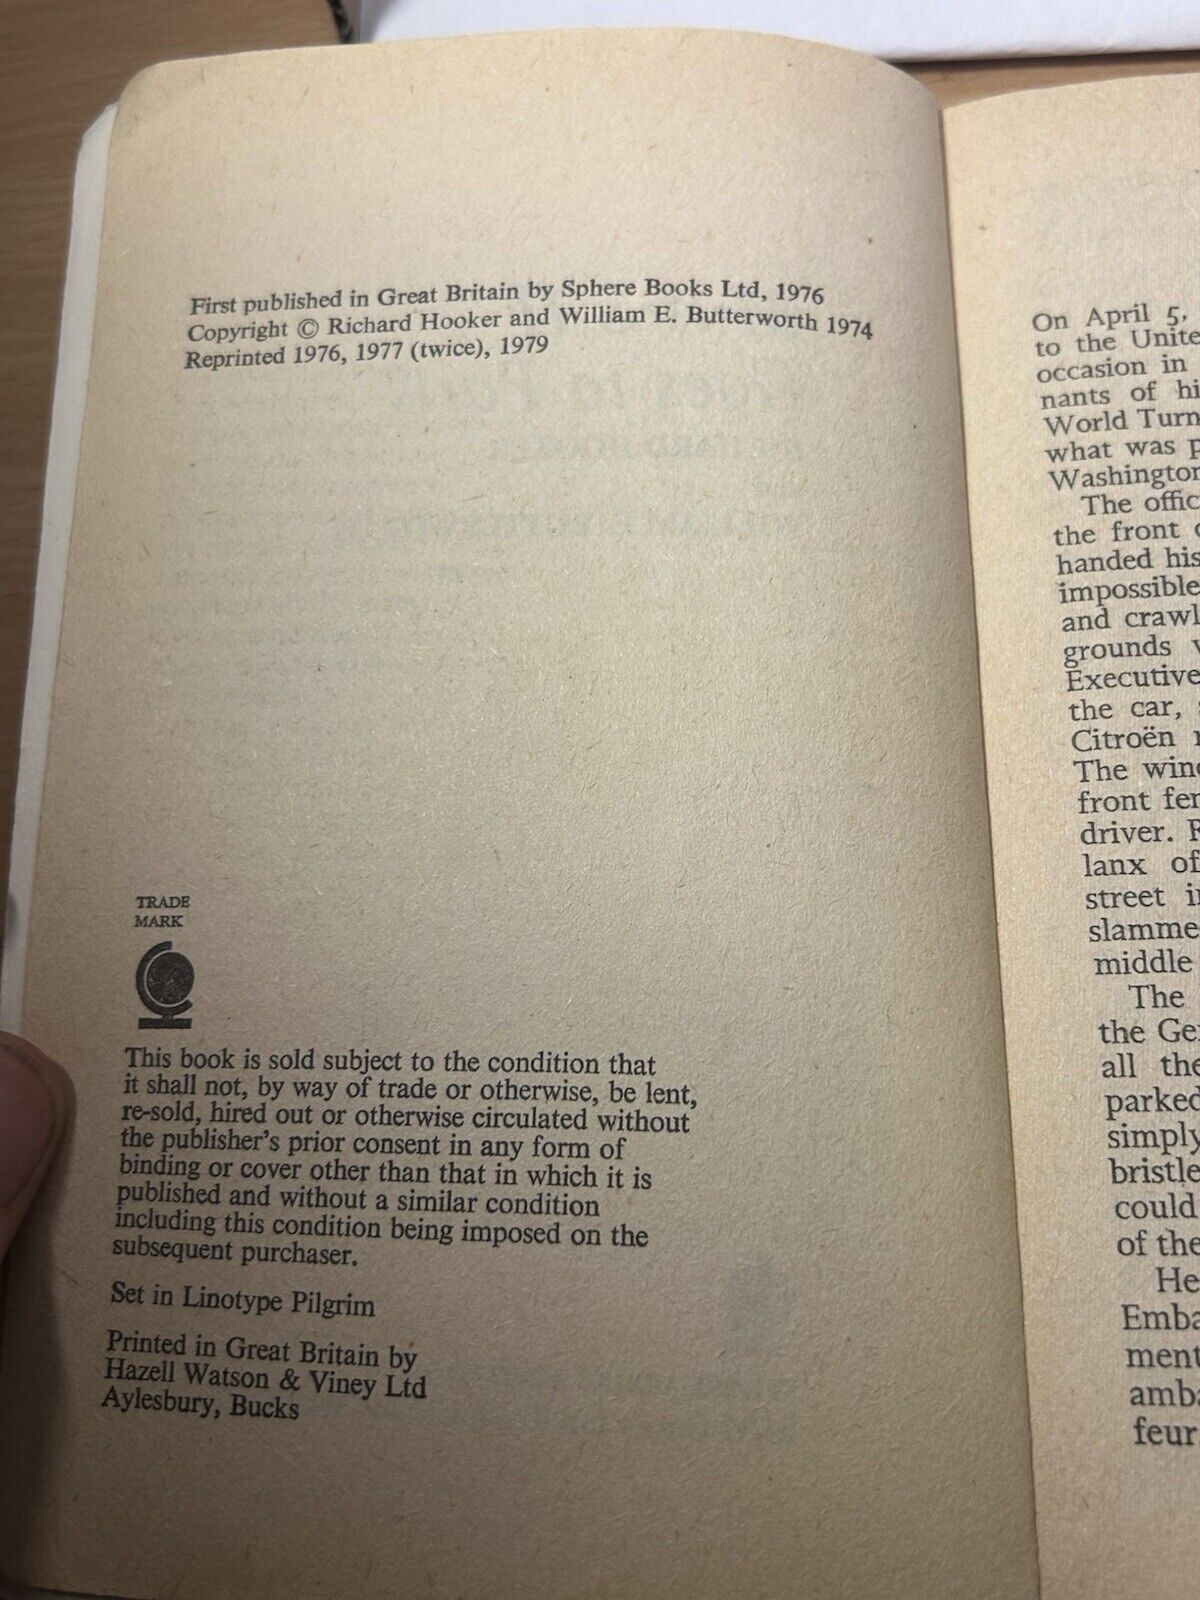 First published in Great Britain by Sphere Books Ltd, 1976
Copyright © Richard Hooker and William E. Butterworth 1974
Reprinted 1976, 1977 (twice), 1979
TRADE
MARK
This book is sold subject to the condition that
it shall not, by way of trade or otherwise, be lent,
re-sold, hired out or otherwise circulated without
the publisher's prior consent in any form of
binding or cover other than that in which it is
published and without a similar condition
including this condition being imposed on the
subsequent purchaser.
Set in Linotype Pilgrim
Printed in Great Britain by
Hazell Watson & Viney Ltd
Aylesbury, Bucks
On April 5,
to the Unite
occasion in
nants of hi
World Turn
what was p
Washington
The offic
the front
handed his
impossible
and crawl
grounds
Executive
the car,
Citroën
The wind
front fer
driver.
lanx of
street i
slamme
middle
The
the Ge
all the
parked
simply
bristle
could
of the
He
Emba
ment
amba
feur